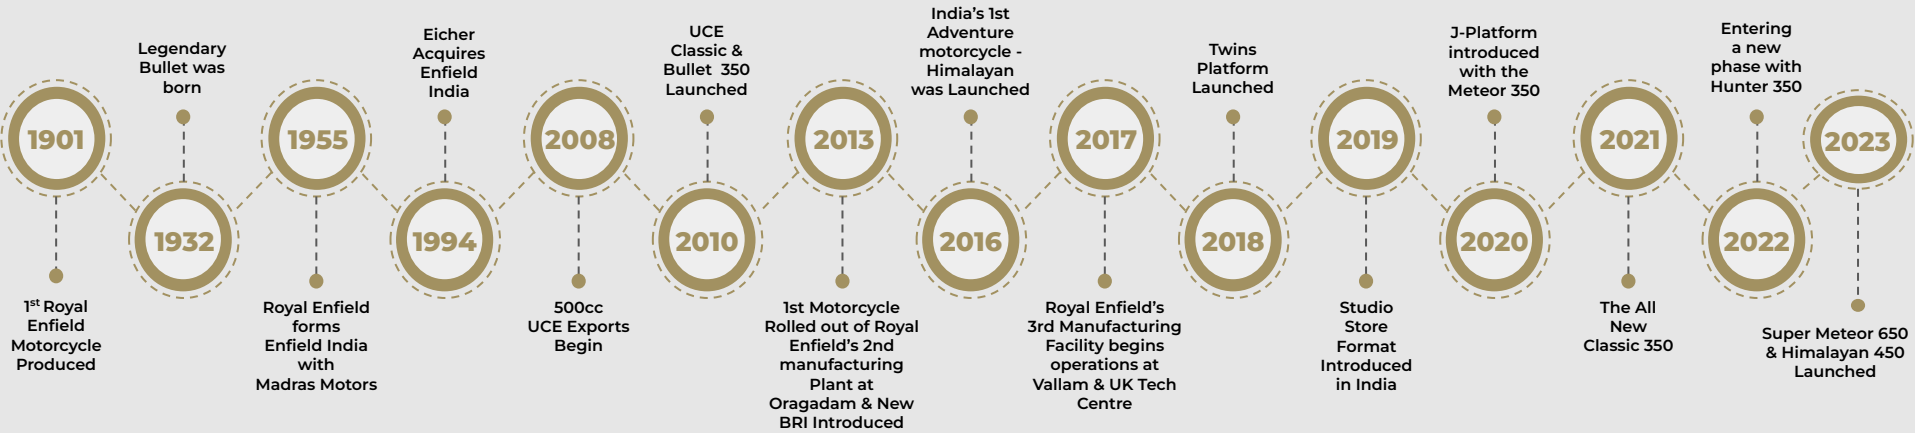 1901
1st Royal
Enfield
Motorcycle
Produced
Legendary
Bullet was
born
1932
1955
Royal Enfield
forms
Enfield India
with
Madras Motors
Eicher
Acquires
Enfield
India
1994
2008
500cc
UCE Exports
Begin
UCE
Classic &
Bullet 350
Launched
2010
2013
1st Motorcycle
Rolled out of Royal
Enfield's 2nd
manufacturing
Plant at
Oragadam & New
BRI Introduced
India's 1st
Adventure
motorcycle -
Himalayan
was Launched
2016
2017
Royal Enfield's
3rd Manufacturing
Facility begins
operations at
Vallam & UK Tech
Centre
Twins
Platform
Launched
2018
2019
Studio
Store
Format
Introduced
in India
J-Platform
introduced
with the
Meteor 350
2020
2021
The All
New
Classic 350
Entering
a new
phase with
Hunter 350
2022
2023
Super Meteor 650
& Himalayan 450
Launched